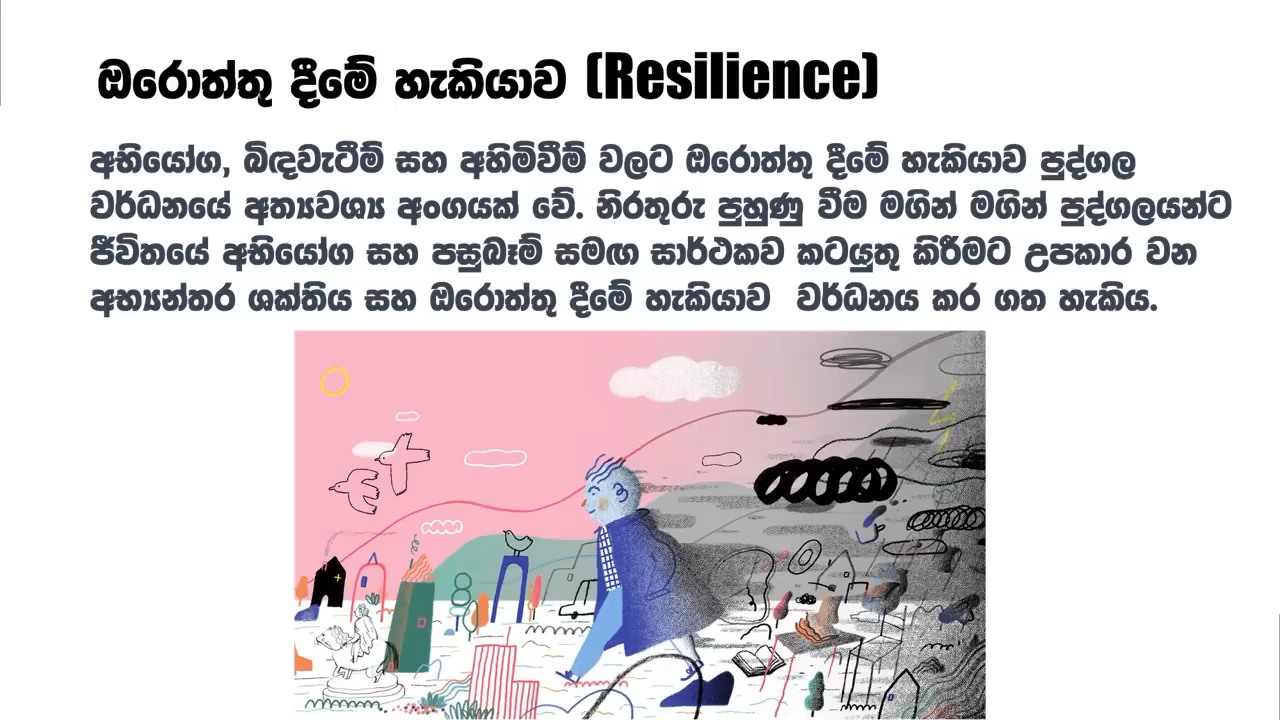 ඔරොත්තු දීමේ හැකියාව (Resilience)
අභියෝග, බිඳවැටීම් සහ අහිමිවීම් වලට ඔරොත්තු දීමේ හැකියාව පුද්ගල
වර්ධනයේ අත්‍යවශ්‍ය අංගයක් වේ. නිරතුරු පුහුණු වීම මගින් මගින් පුද්ගලයන්ට
ජීවිතයේ අභියෝග සහ පසුබෑම් සමඟ සාර්ථකව කටයුතු කිරීමට උපකාර වන
අභ්‍යන්තර ශක්තිය සහ ඔරොත්තු දීමේ හැකියාව වර්ධනය කර ගත හැකිය.